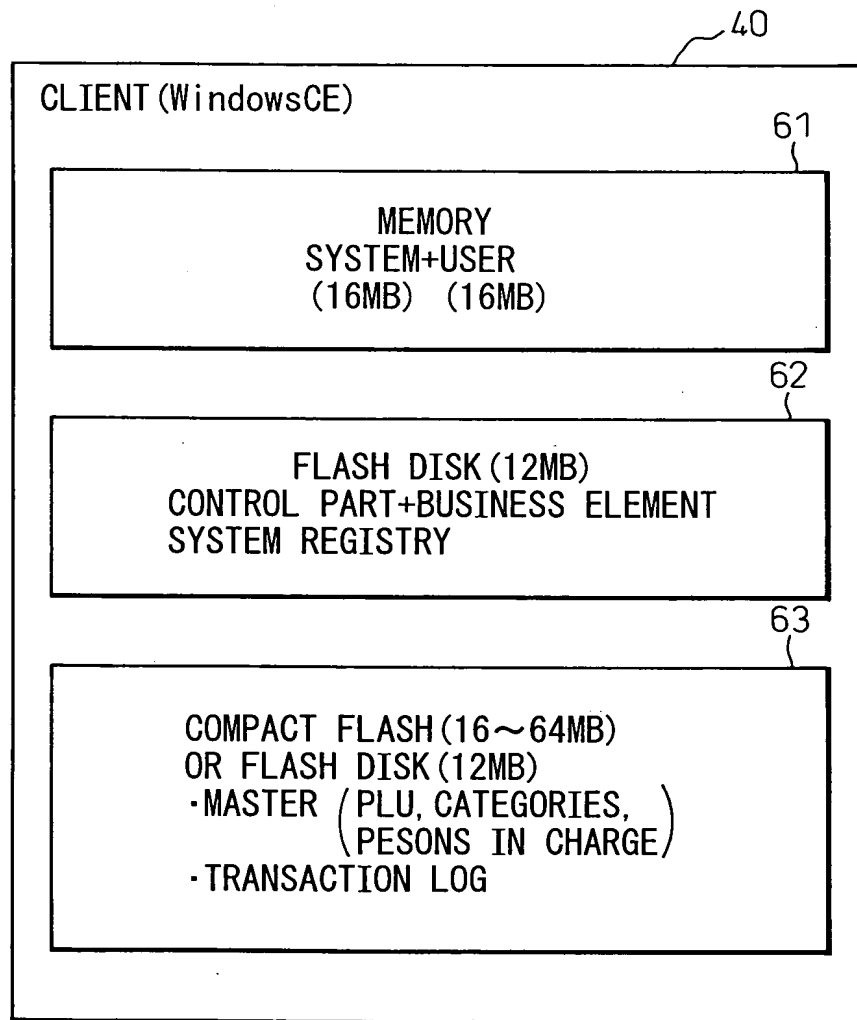 40
CLIENT(WindowsCE)
61
MEMORY
SYSTEM+USER
(16MB) (16MB)
62
FLASH DISK(12MB)
CONTROL PART+BUSINESS ELEMENT
SYSTEM REGISTRY
63
COMPACT FLASH(16～64MB)
OR FLASH DISK(12MB)
·MASTER (PLU, CATEGORIES,
PESONS IN CHARGE)
·TRANSACTION LOG